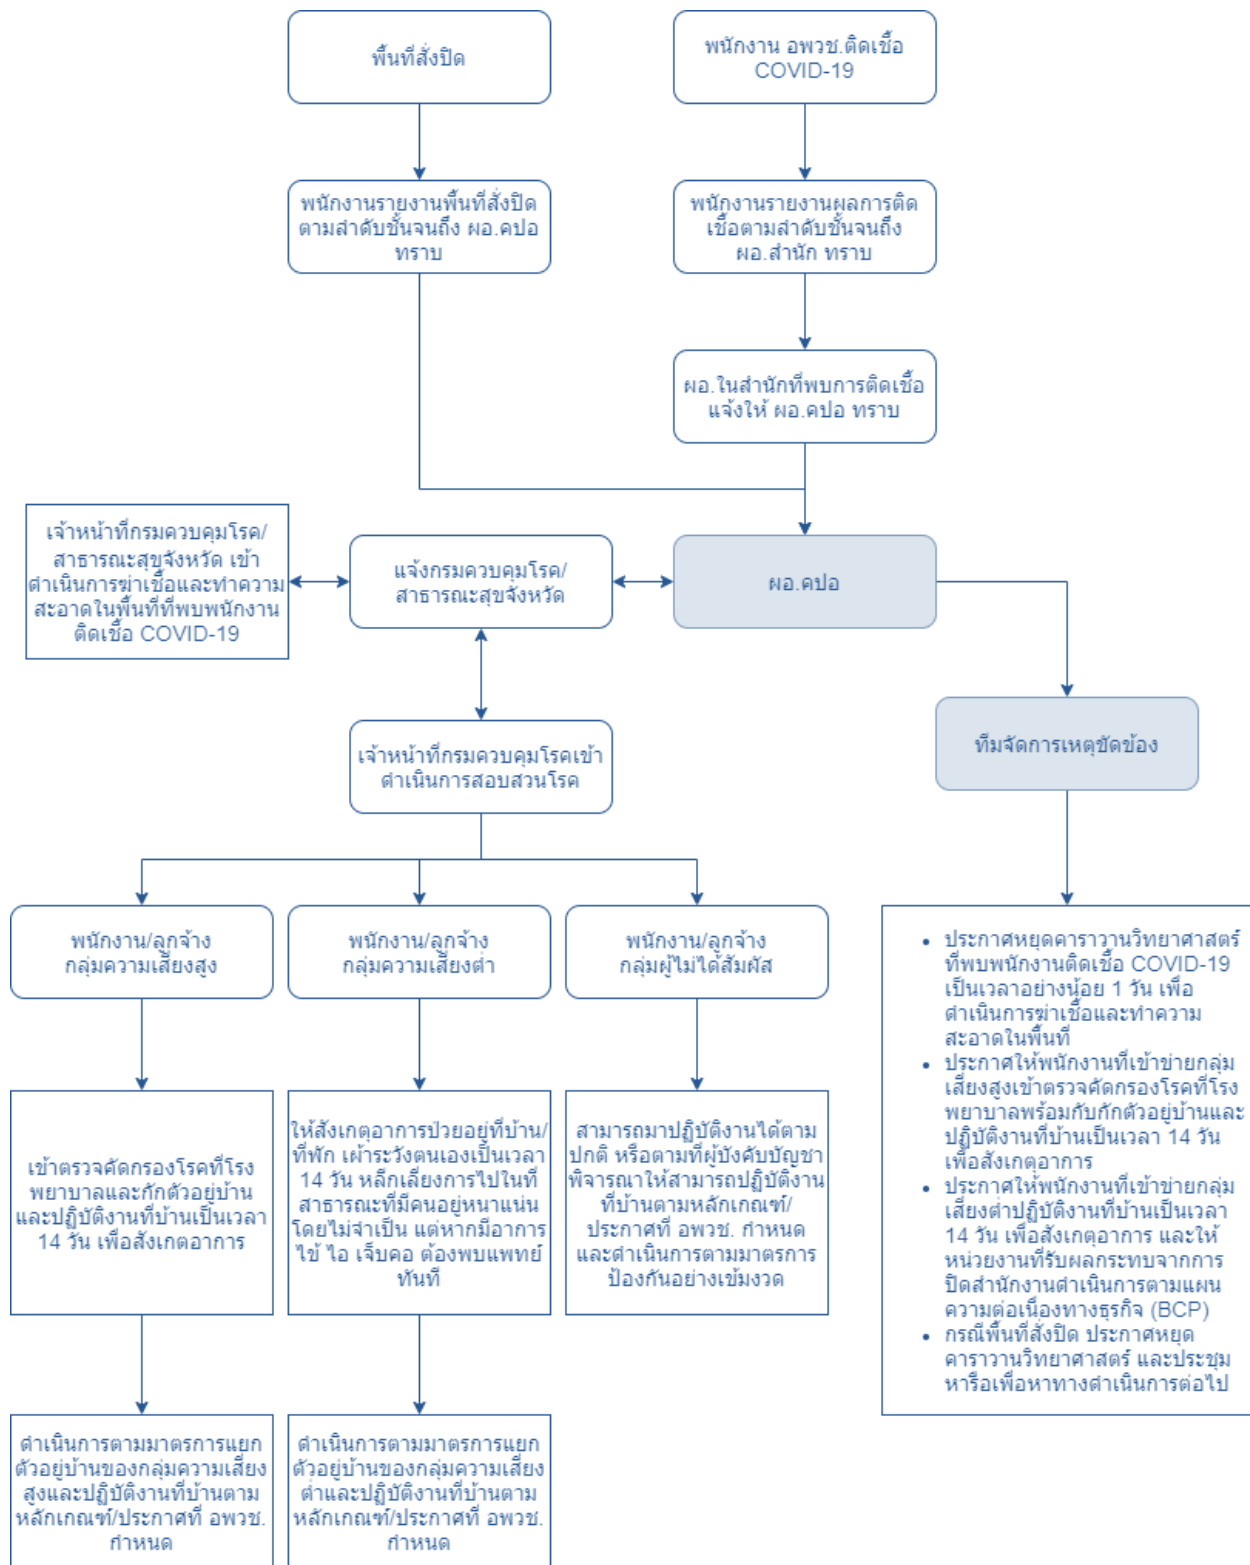 พื้นที่สั่งปิด
พนักงาน อพวช.ติดเชื้อ
COVID-19
พนักงานรายงานพื้นที่สั่งปิด
ตามลำดับชั้นจนถึง ผอ.คปอ
ทราบ
พนักงานรายงานผลการติด
เชื้อตามลำดับชั้นจนถึง
ผอ.สำนัก ทราบ
ผอ.ในสำนักที่พบการติดเชื้อ
แจ้งให้ ผอ.คปอ ทราบ
เจ้าหน้าที่กรมควบคุมโรค/
สาธารณะสุขจังหวัด เข้า
ดำเนินการฆ่าเชื้อและทำความ
สะอาดในพื้นที่ที่พบพนักงาน
ติดเชื้อ COVID-19
แจ้งกรมควบคุมโรค/
สาธารณะสุขจังหวัด
ผอ.คปอ
ทีมจัดการเหตุขัดข้อง
เจ้าหน้าที่กรมควบคุมโรคเข้า
ดำเนินการสอบสวนโรค
พนักงาน/ลูกจ้าง
กลุ่มความเสี่ยงสูง
พนักงาน/ลูกจ้าง
กลุ่มความเสี่ยงต่ำ
พนักงาน/ลูกจ้าง
กลุ่มผู้ไม่ได้สัมผัส
เข้าตรวจคัดกรองโรคที่โรง
พยาบาลและกักตัวอยู่บ้าน
และปฏิบัติงานที่บ้านเป็นเวลา
14 วัน เพื่อสังเกตอาการ
ให้สังเกตอาการป่วยอยู่ที่บ้าน/
ที่พัก เฝ้าระวังตนเองเป็นเวลา
14 วัน หลีกเลี่ยงการไปในที่
สาธารณะที่มีคนอยู่หนาแน่น
โดยไม่จำเป็น แต่หากมีอาการ
ไข้ ไอ เจ็บคอ ต้องพบแพทย์
ทันที
สามารถมาปฏิบัติงานได้ตาม
ปกติ หรือตามที่ผู้บังคับบัญชา
พิจารณาให้สามารถปฏิบัติงาน
ที่บ้านตามหลักเกณฑ์/
ประกาศที่ อพวช. กำหนด
และดำเนินการตามมาตรการ
ป้องกันอย่างเข้มงวด
• ประกาศหยุดคาราวานวิทยาศาสตร์
ที่พบพนักงานติดเชื้อ COVID-19
เป็นเวลาอย่างน้อย 1 วัน เพื่อ
ดำเนินการฆ่าเชื้อและทำความ
สะอาดในพื้นที่
• ประกาศให้พนักงานที่เข้าข่ายกลุ่ม
เสี่ยงสูงเข้าตรวจคัดกรองโรคที่โรง
พยาบาลพร้อมกับกักตัวอยู่บ้านและ
ปฏิบัติงานที่บ้านเป็นเวลา 14 วัน
เพื่อสังเกตอาการ
• ประกาศให้พนักงานที่เข้าข่ายกลุ่ม
เสี่ยงต่ำปฏิบัติงานที่บ้านเป็นเวลา
14 วัน เพื่อสังเกตอาการ และให้
หน่วยงานที่รับผลกระทบจากการ
ปิดสำนักงานดำเนินการตามแผน
ความต่อเนื่องทางธุรกิจ (BCP)
• กรณีพื้นที่สั่งปิด ประกาศหยุด
คาราวานวิทยาศาสตร์ และประชุม
หารือเพื่อหาทางดำเนินการต่อไป
ดำเนินการตามมาตรการแยก
ตัวอยู่บ้านของกลุ่มความเสี่ยง
สูงและปฏิบัติงานที่บ้านตาม
หลักเกณฑ์/ประกาศที่ อพวช.
กำหนด
ดำเนินการตามมาตรการแยก
ตัวอยู่บ้านของกลุ่มความเสี่ยง
ต่ำและปฏิบัติงานที่บ้านตาม
หลักเกณฑ์/ประกาศที่ อพวช.
กำหนด